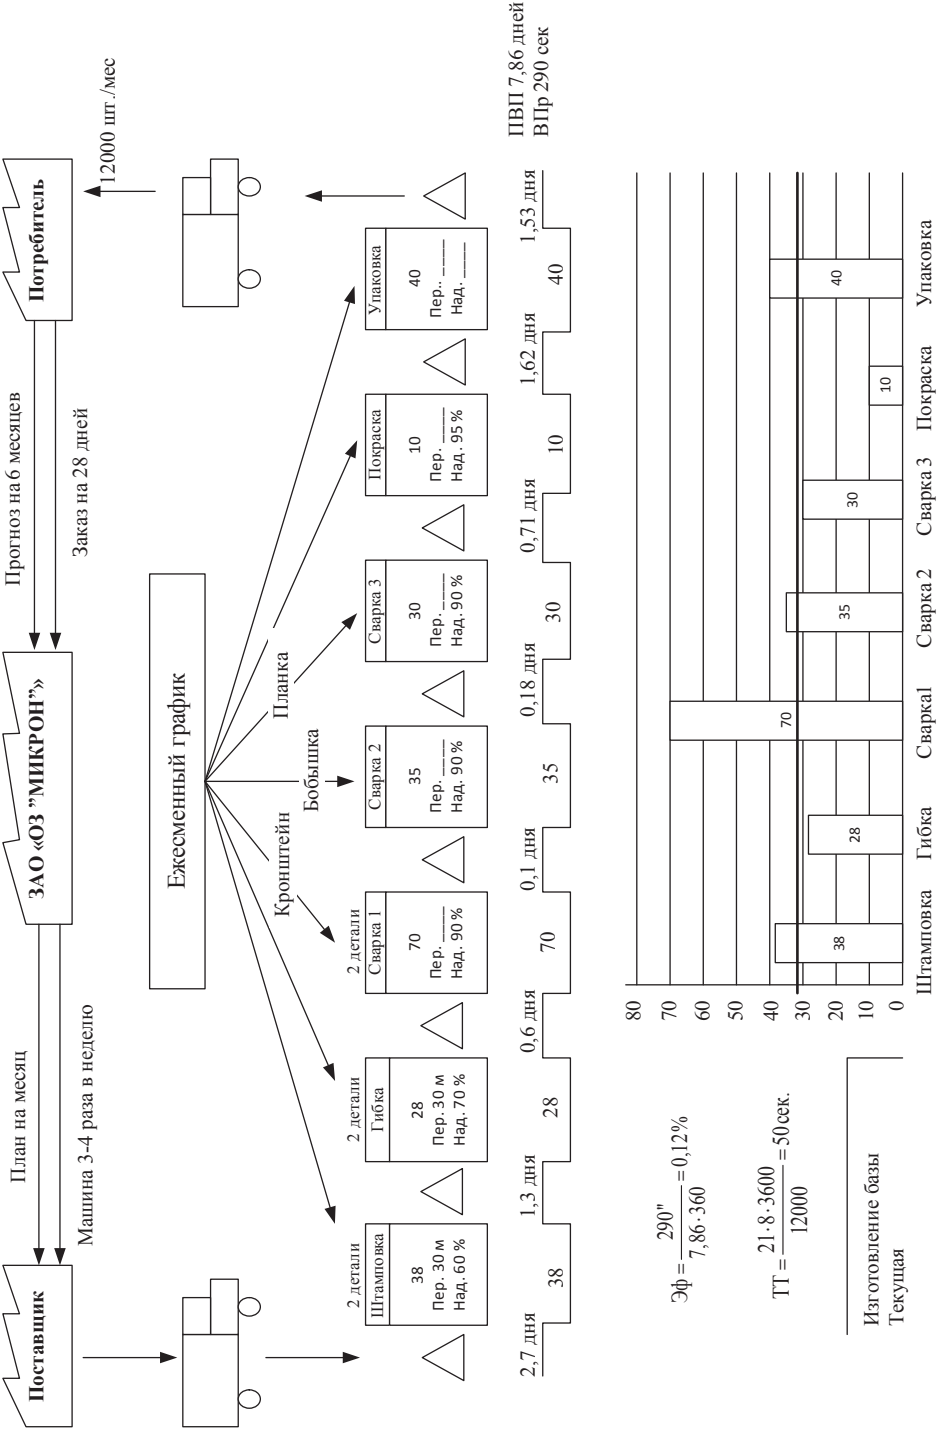 Поставщик
План на месяц
Машина 3-4 раза в неделю
ЗАО «ОЗ ”МИКРОН”»
Прогноз на 6 месяцев
Заказ на 28 дней
Потребитель
12000 шт./мес
Ежесменный график
Кронштейн
Бобышка
Планка
2 детали
Штамповка
38
Пер. 30 м
Над. 60 %
2 детали
Гибка
28
Пер. 30 м
Над. 70 %
2 детали
Сварка 1
70
Пер. ____
Над. 90 %
Сварка 2
35
Пер. ____
Над. 90 %
Сварка 3
30
Пер. ____
Над. 90 %
Покраска
10
Пер. ____
Над. 95 %
Упаковка
40
Пер.. ____
Над. ____
2,7 дня
38
1,3 дня
28
0,6 дня
70
0,1 дня
35
0,18 дня
30
0,71 дня
10
1,62 дня
40
1,53 дня
ПВП 7,86 дней
ВПр 290 сек
Эф = 290" / 7,86·360 = 0,12%
ТТ = 21·8·3600 / 12000 = 50 сек.
Изготовление базы
Текущая
80
70
60
50
40
30
20
10
0
38
28
70
35
30
10
40
Штамповка
Гибка
Сварка1
Сварка 2
Сварка 3
Покраска
Упаковка